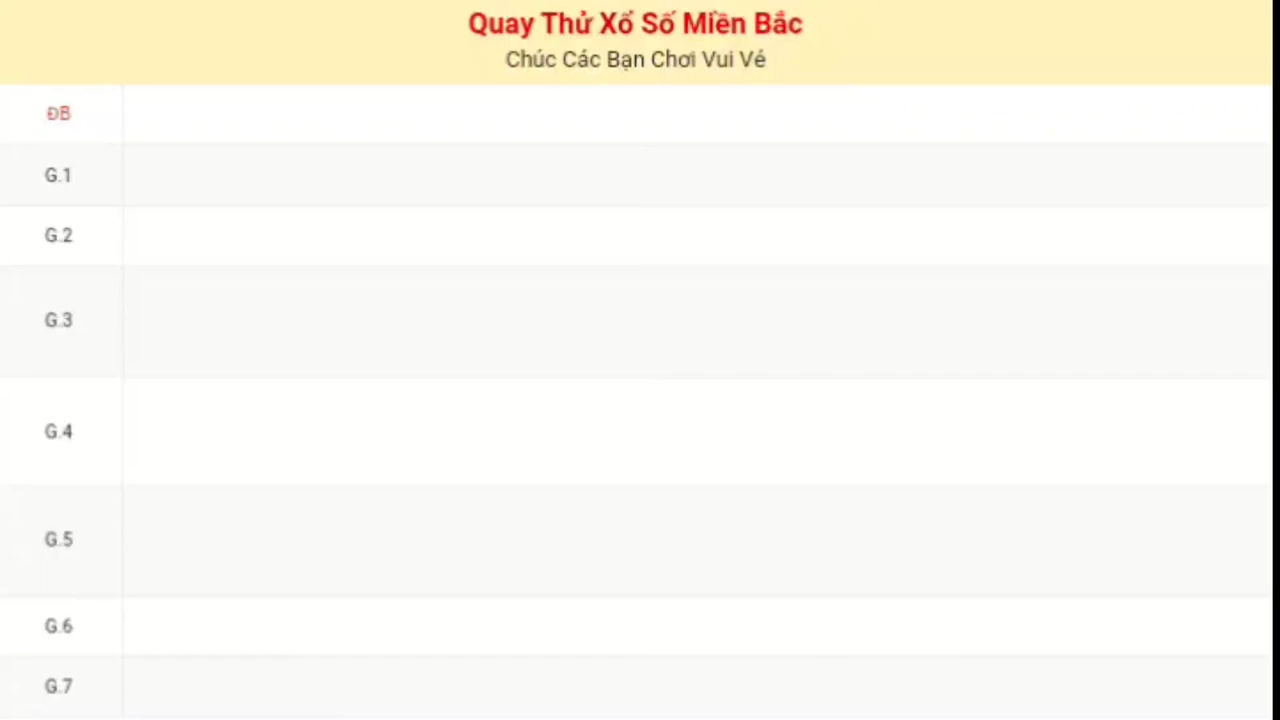 Quay Thử Xổ Số Miền Bắc
Chúc Các Bạn Chơi Vui Vé
ĐB
G.1
G.2
G.3
G.4
G.5
G.6
G.7